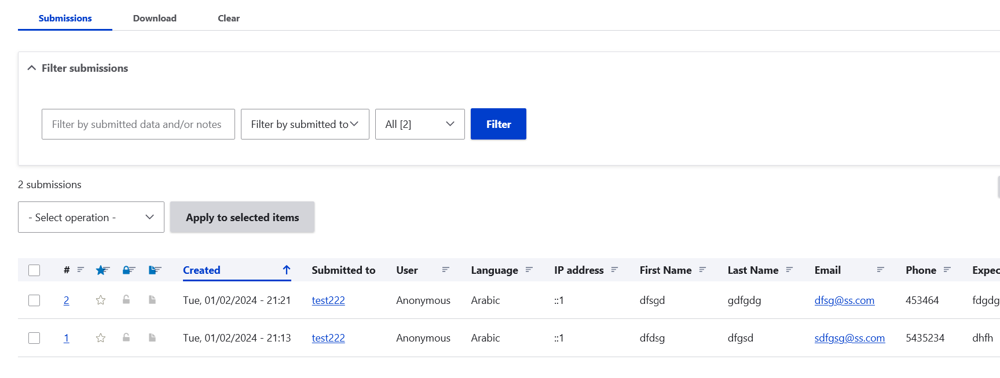 Submissions Download Clear
Filter submissions
Filter by submitted data and/or notes Filter by submitted to All [2] Filter
2 submissions
- Select operation - Apply to selected items
# Created Submitted to User Language IP address First Name Last Name Email Phone Expec
2 Tue, 01/02/2024 - 21:21 test222 Anonymous Arabic ::1 dfsgd gdfgdg dfsg@ss.com 453464 fdgdg
1 Tue, 01/02/2024 - 21:13 test222 Anonymous Arabic ::1 dfdsg dfgsd sdfgsg@ss.com 5435234 dhfh